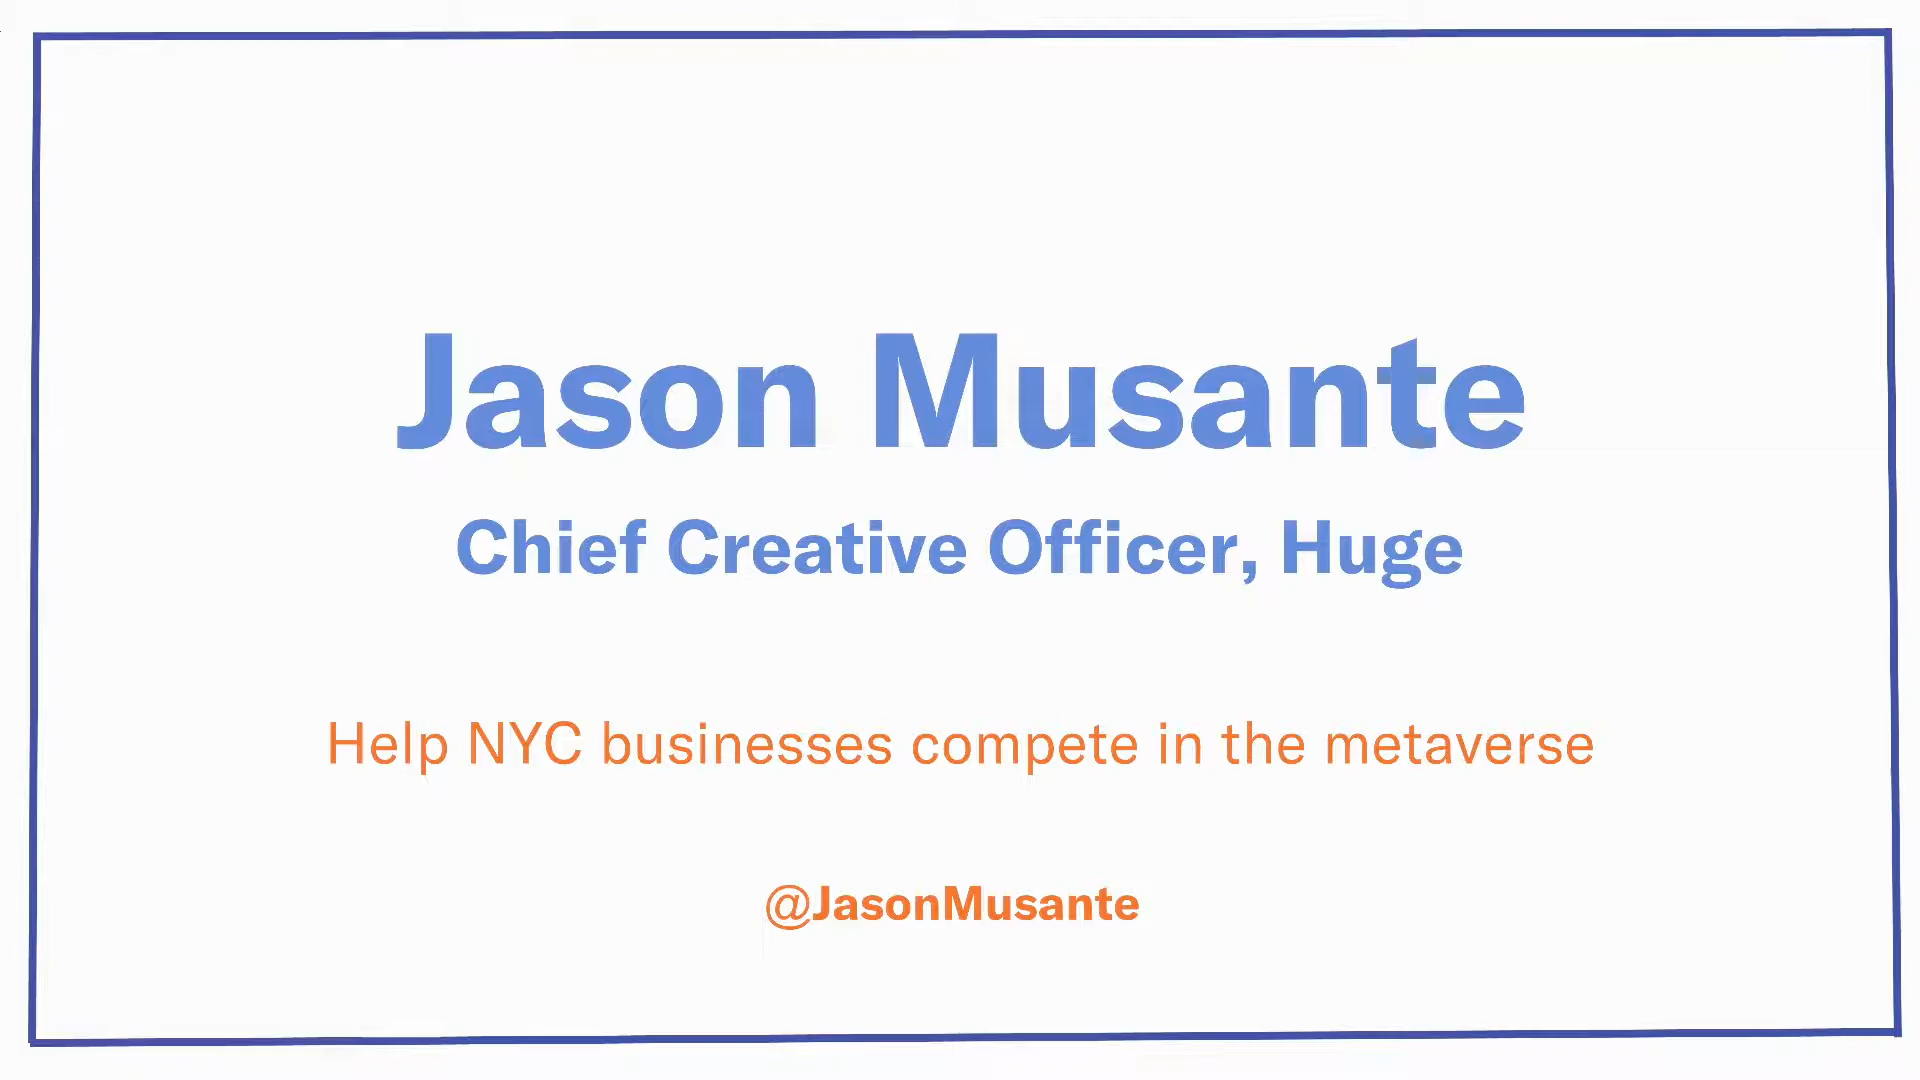 Jason Musante
Chief Creative Officer, Huge
Help NYC businesses compete in the metaverse
@JasonMusante